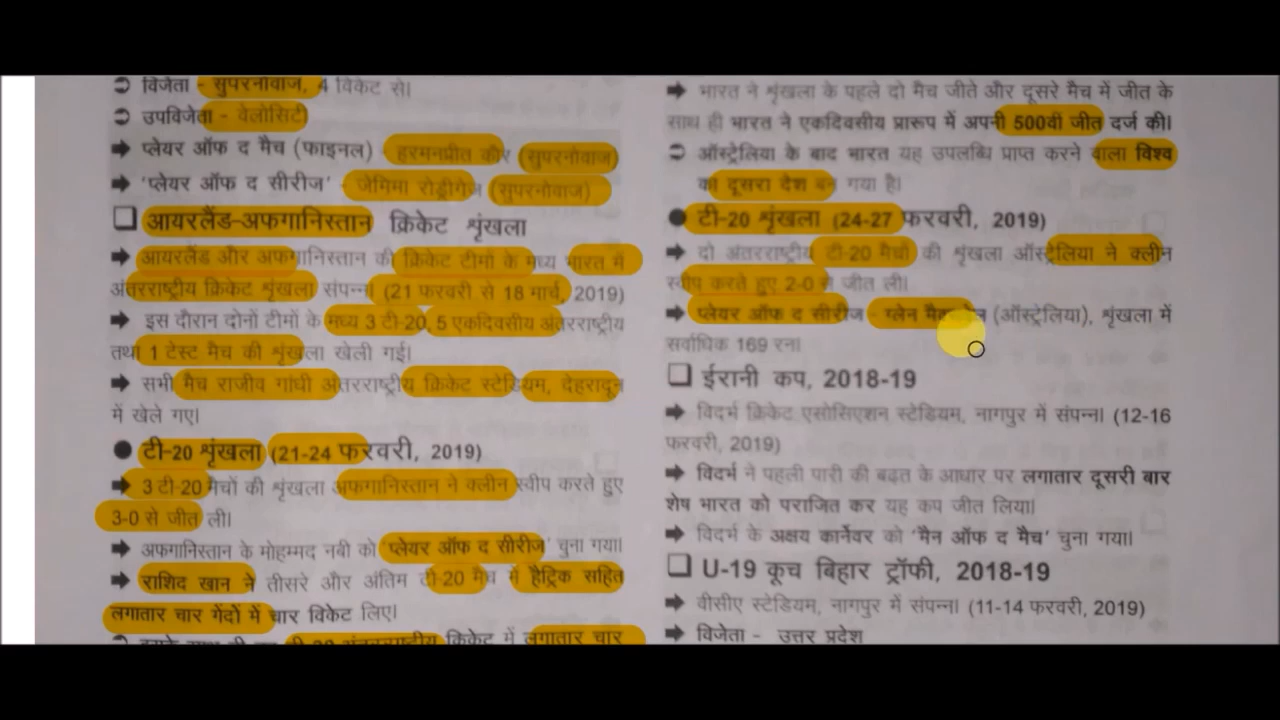 ➲ विजेता - सुपरनोवाज, 4 विकेट से।
➲ उपविजेता - वेलोसिटी
➡ प्लेयर ऑफ द मैच (फाइनल) - हरमनप्रीत कौर (सुपरनोवाज)
➡ 'प्लेयर ऑफ द सीरीज' - जेमिमा रोड्रीगेज (सुपरनोवाज)
❑ आयरलैंड-अफगानिस्तान क्रिकेट शृंखला
➡ आयरलैंड और अफगानिस्तान की क्रिकेट टीमों के मध्य भारत में
अंतरराष्ट्रीय क्रिकेट शृंखला संपन्न। (21 फरवरी से 18 मार्च, 2019)
➡ इस दौरान दोनों टीमों के मध्य 3 टी-20, 5 एकदिवसीय अंतरराष्ट्रीय
तथा 1 टेस्ट मैच की शृंखला खेली गई।
➡ सभी मैच राजीव गांधी अंतरराष्ट्रीय क्रिकेट स्टेडियम, देहरादून
में खेले गए।
● टी-20 शृंखला (21-24 फरवरी, 2019)
➡ 3 टी-20 मैचों की शृंखला अफगानिस्तान ने क्लीन स्वीप करते हुए
3-0 से जीत ली।
➡ अफगानिस्तान के मोहम्मद नबी को 'प्लेयर ऑफ द सीरीज' चुना गया।
➡ राशिद खान ने तीसरे और अंतिम टी-20 मैच में हैट्रिक सहित
लगातार चार गेंदों में चार विकेट लिए।
क्रिकेट में लगातार चार
➡ भारत ने शृंखला के पहले दो मैच जीते और दूसरे मैच में जीत के
साथ ही भारत ने एकदिवसीय प्रारूप में अपनी 500वीं जीत दर्ज की।
➲ ऑस्ट्रेलिया के बाद भारत यह उपलब्धि प्राप्त करने वाला विश्व
का दूसरा देश बन गया है।
● टी-20 शृंखला (24-27 फरवरी, 2019)
➡ दो अंतरराष्ट्रीय टी-20 मैचों की शृंखला ऑस्ट्रेलिया ने क्लीन
स्वीप करते हुए 2-0 से जीत ली।
➡ प्लेयर ऑफ द सीरीज - ग्लेन मैक्सवेल (ऑस्ट्रेलिया), शृंखला में
सर्वाधिक 169 रन।
❑ ईरानी कप, 2018-19
➡ विदर्भ क्रिकेट एसोसिएशन स्टेडियम, नागपुर में संपन्न। (12-16
फरवरी, 2019)
➡ विदर्भ ने पहली पारी की बढ़त के आधार पर लगातार दूसरी बार
शेष भारत को पराजित कर यह कप जीत लिया।
➡ विदर्भ के अक्षय कार्नेवर को 'मैन ऑफ द मैच' चुना गया।
❑ U-19 कूच बिहार ट्रॉफी, 2018-19
➡ वीसीए स्टेडियम, नागपुर में संपन्न। (11-14 फरवरी, 2019)
➡ विजेता - उत्तर प्रदेश